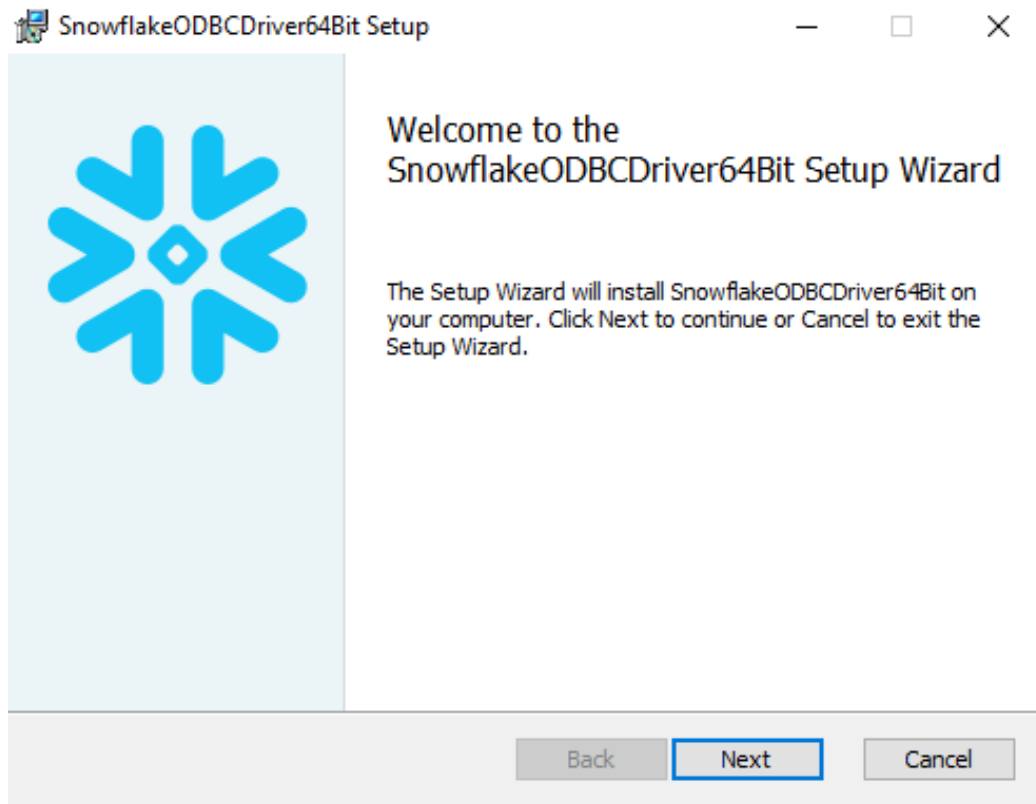 SnowflakeODBCDriver64Bit Setup
Welcome to the
SnowflakeODBCDriver64Bit Setup Wizard
The Setup Wizard will install SnowflakeODBCDriver64Bit on
your computer. Click Next to continue or Cancel to exit the
Setup Wizard.
Back
Next
Cancel